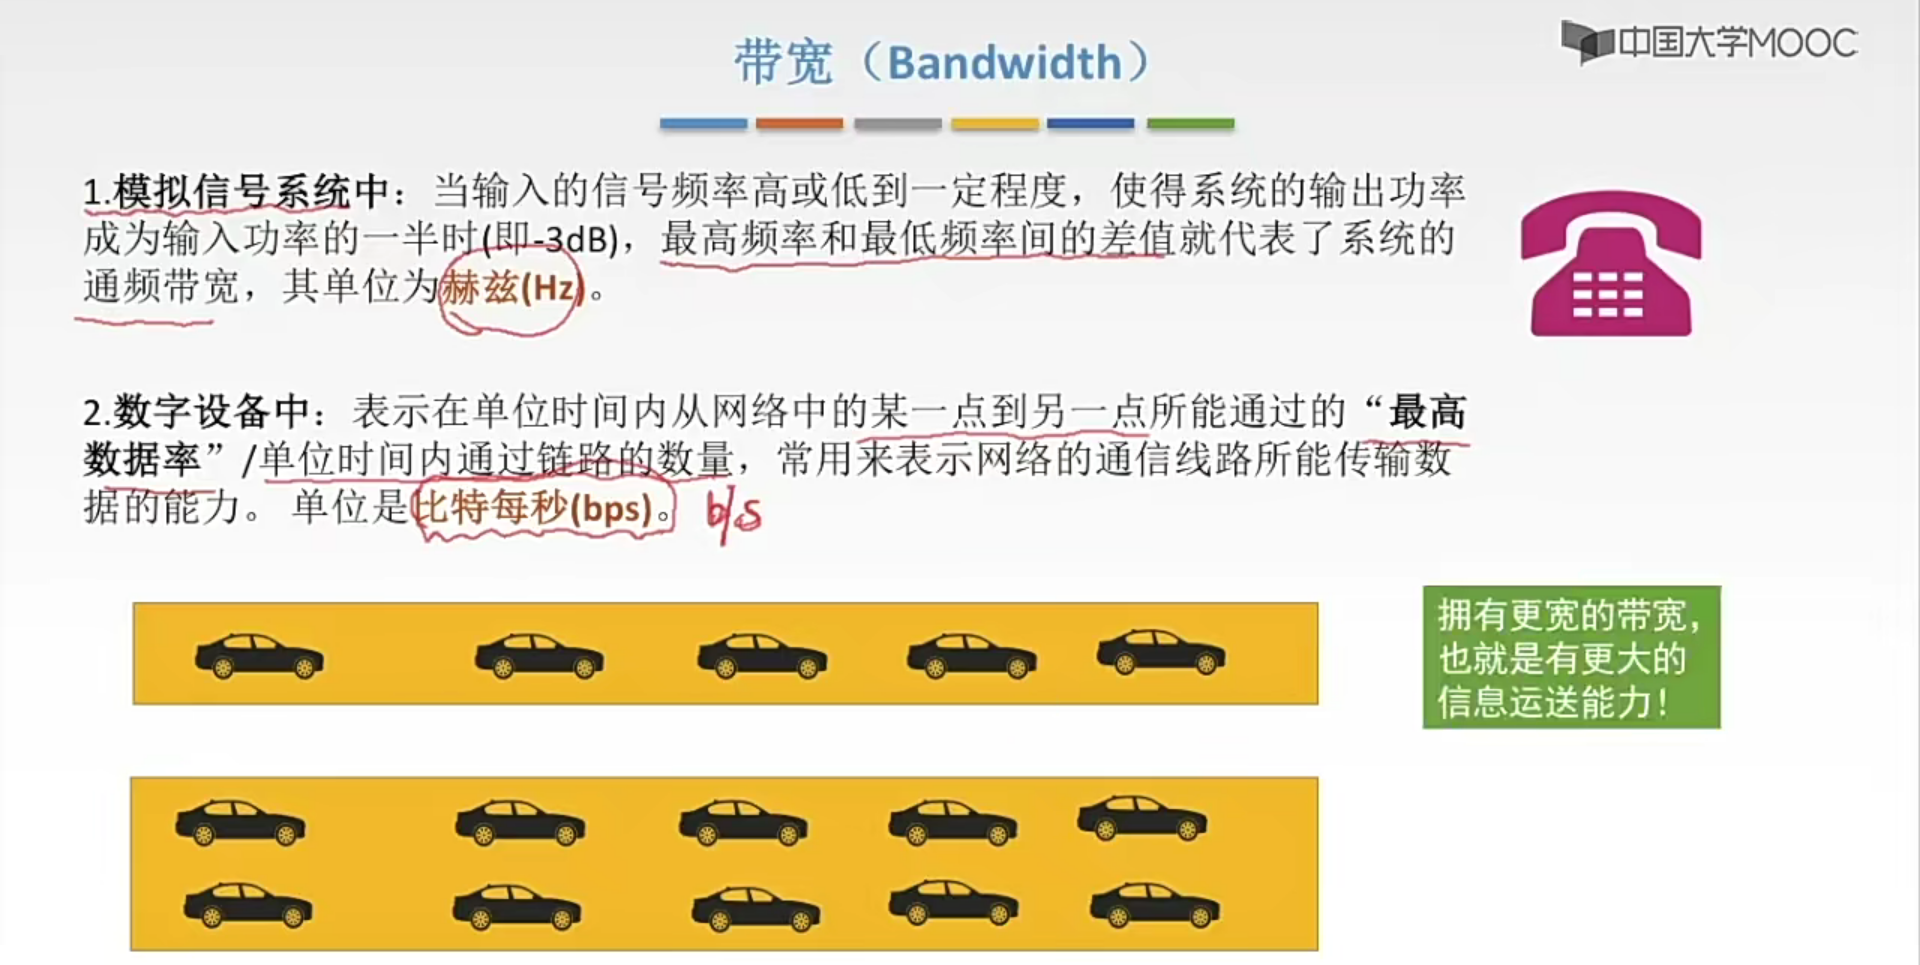 带宽（Bandwidth）
中国大学MOOC
1.模拟信号系统中：当输入的信号频率高或低到一定程度，使得系统的输出功率
成为输入功率的一半时(即-3dB)，最高频率和最低频率间的差值就代表了系统的
通频带宽，其单位为赫兹(Hz)。
2.数字设备中：表示在单位时间内从网络中的某一点到另一点所能通过的“最高
数据率”/单位时间内通过链路的数量，常用来表示网络的通信线路所能传输数
据的能力。 单位是比特每秒(bps)。 b/s
拥有更宽的带宽，
也就是有更大的
信息运送能力！